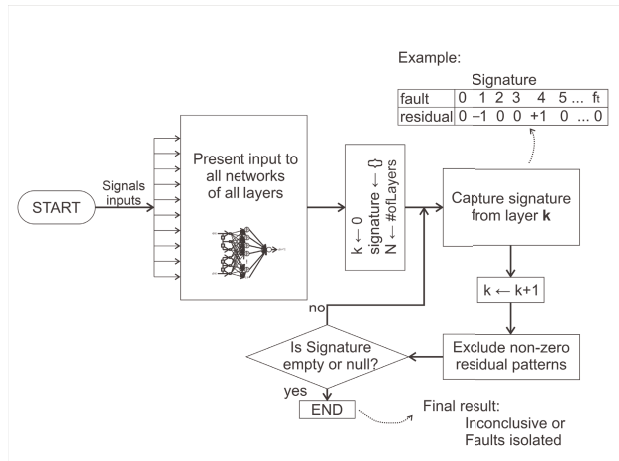 Example:
Signature
fault 0 1 2 3 4 5 ... ft
residual 0 −1 0 0 +1 0 ... 0
START
Signals
inputs
Present input to
all networks
of all layers
k ← 0
signature ← {}
N ← #ofLayers
Capture signature
from layer k
k ← k+1
Exclude non-zero
residual patterns
no
Is Signature
empty or null?
yes
END
Final result:
Inconclusive or
Faults isolated